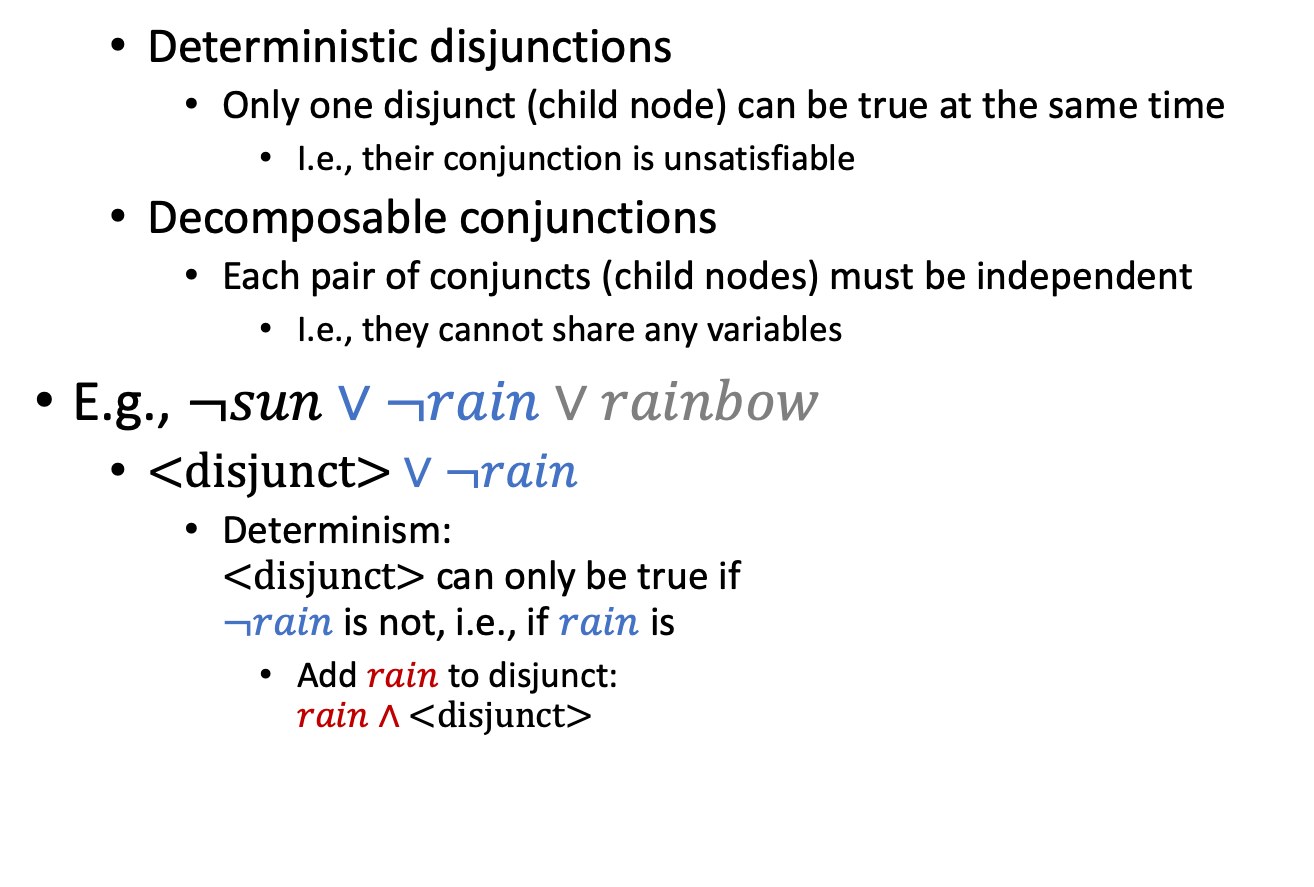 • Deterministic disjunctions
• Only one disjunct (child node) can be true at the same time
• I.e., their conjunction is unsatisfiable
• Decomposable conjunctions
• Each pair of conjuncts (child nodes) must be independent
• I.e., they cannot share any variables
• E.g., ¬sun ∨ ¬rain ∨ rainbow
• <disjunct> ∨ ¬rain
• Determinism:
<disjunct> can only be true if
¬rain is not, i.e., if rain is
• Add rain to disjunct:
rain ∧ <disjunct>